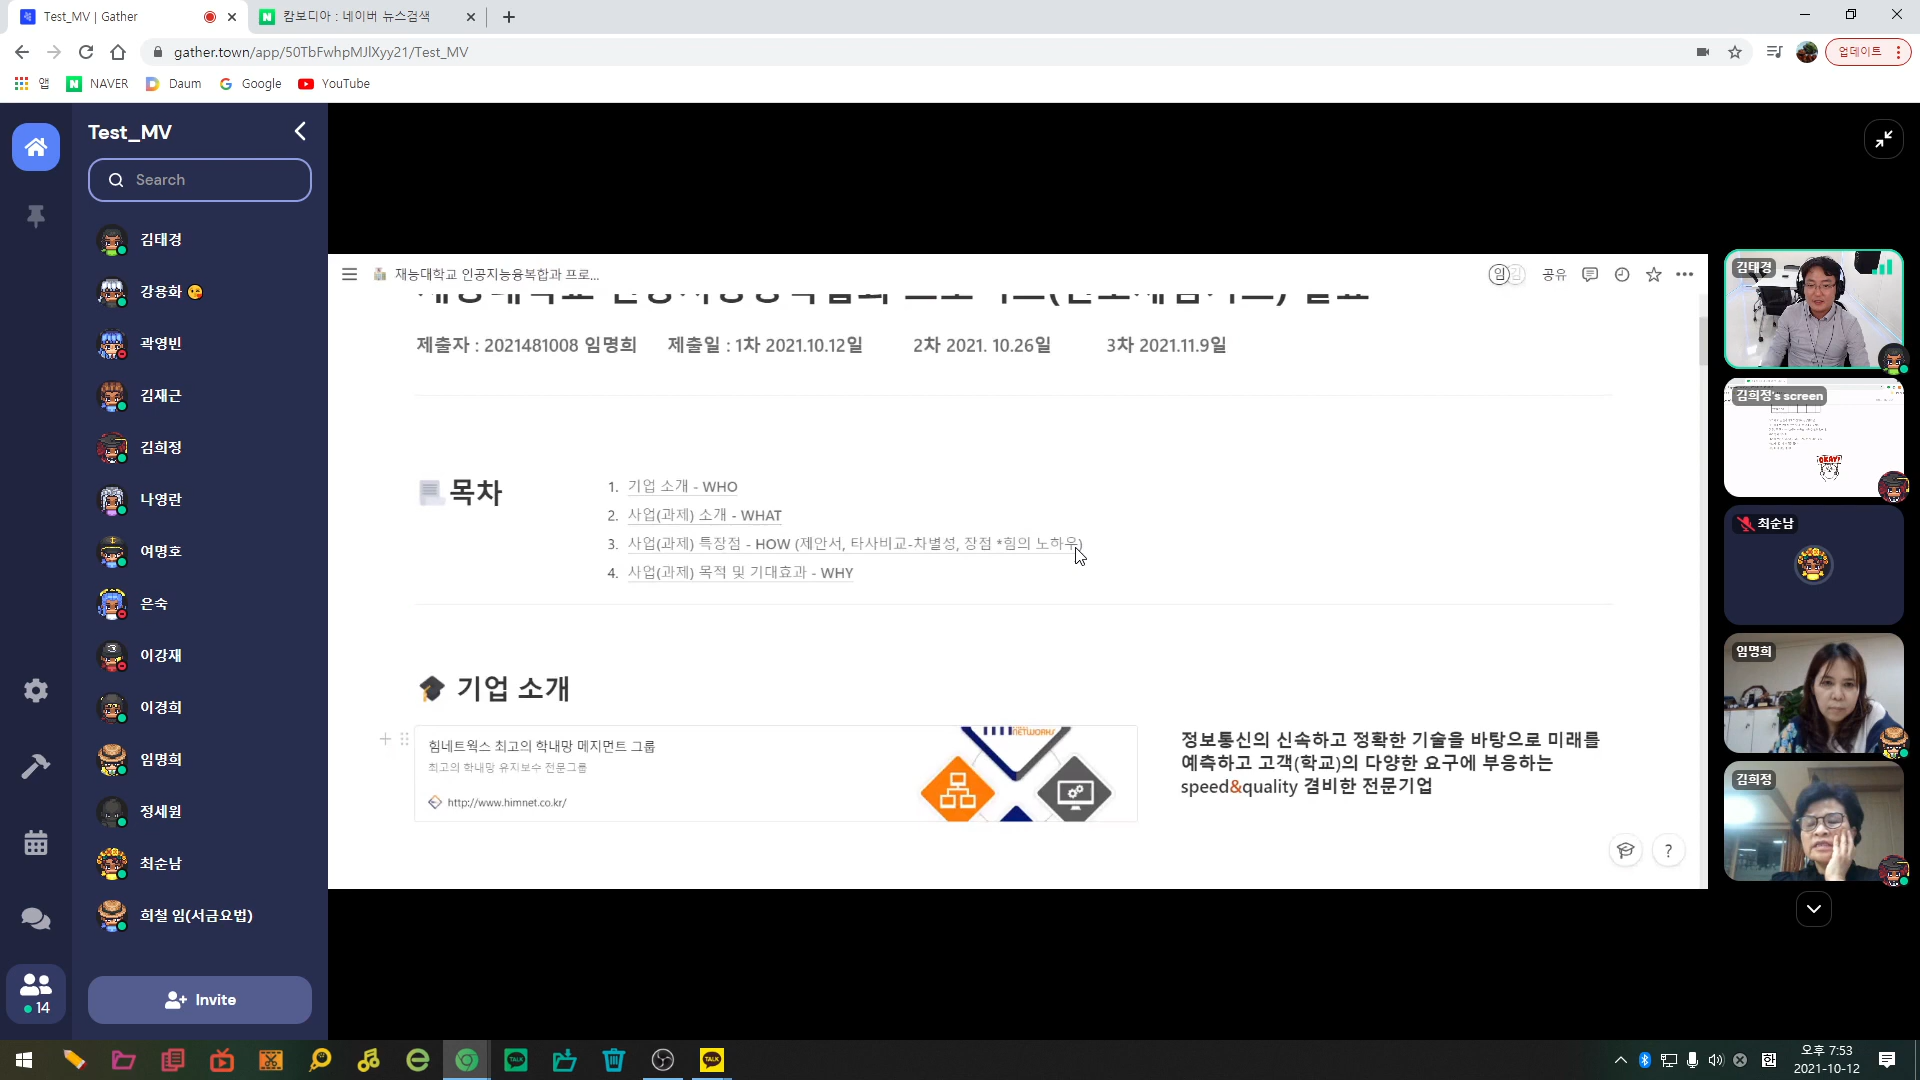 Test_MV | Gather
캄보디아 : 네이버 뉴스검색
gather.town/app/50TbFwhpMJlXyy21/Test_MV
업데이트
앱
NAVER
Daum
Google
YouTube
Test_MV
Search
김태경
강용화
곽영빈
김재근
김희정
나영란
여명호
은숙
이강재
이경희
임명희
정세원
최순남
희철 임(서금요법)
14
Invite
재능대학교 인공지능융복합과 프로...
임
김
공유
제출자 : 2021481008 임명희 제출일 : 1차 2021.10.12일 2차 2021. 10.26일 3차 2021.11.9일
목차
1. 기업 소개 - WHO
2. 사업(과제) 소개 - WHAT
3. 사업(과제) 특장점 - HOW (제안서, 타사비교-차별성, 장점 *힘의 노하우)
4. 사업(과제) 목적 및 기대효과 - WHY
기업 소개
힘네트웍스 최고의 학내망 메지먼트 그룹
최고의 학내망 유지보수 전문그룹
http://www.himnet.co.kr/
NETWORKS
정보통신의 신속하고 정확한 기술을 바탕으로 미래를
예측하고 고객(학교)의 다양한 요구에 부응하는
speed&quality 겸비한 전문기업
?
김태경
김희정's screen
OKAY!
최순남
임명희
김희정
TALK
TALK
한
오후 7:53
2021-10-12